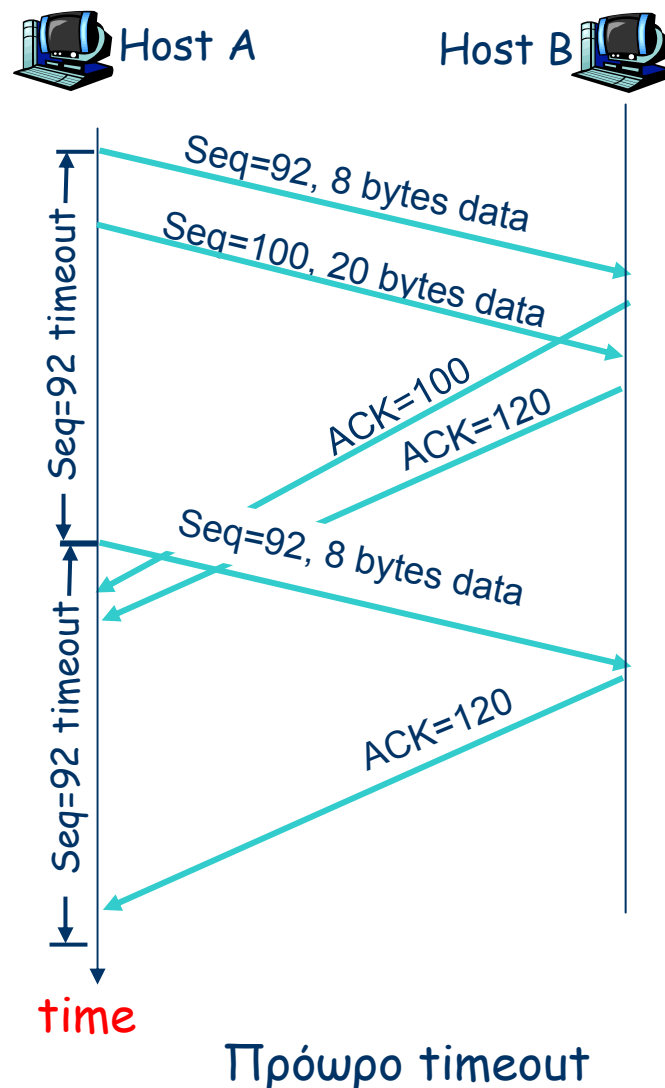 Host A
Host B
Seq=92, 8 bytes data
Seq=100, 20 bytes data
Seq=92 timeout
ACK=100
ACK=120
Seq=92, 8 bytes data
Seq=92 timeout
ACK=120
time
Πρόωρο timeout